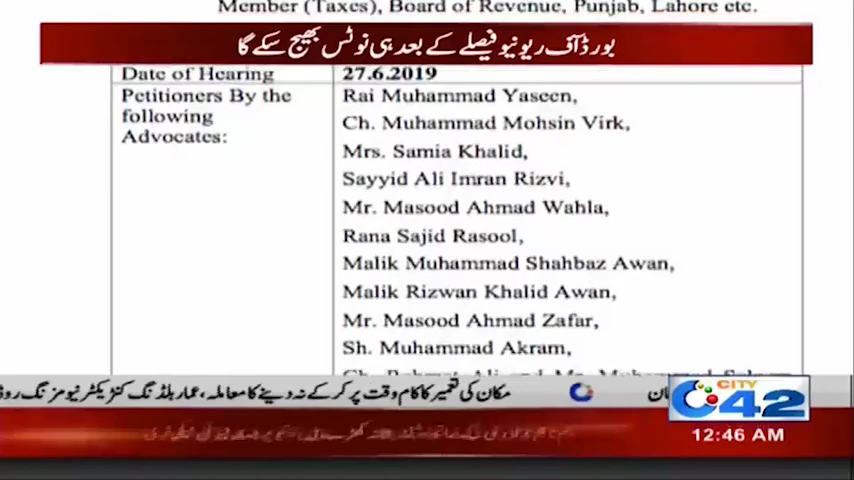 Member (Taxes), Board of Revenue, Punjab, Lahore etc.
بورڈ آف ریونیو فیصلے کے بعد ہی نوٹس بھیج سکے گا
Date of Hearing 27.6.2019
Petitioners By the following Advocates:
Rai Muhammad Yaseen,
Ch. Muhammad Mohsin Virk,
Mrs. Samia Khalid,
Sayyid Ali Imran Rizvi,
Mr. Masood Ahmad Wahla,
Rana Sajid Rasool,
Malik Muhammad Shahbaz Awan,
Malik Rizwan Khalid Awan,
Mr. Masood Ahmad Zafar,
Sh. Muhammad Akram,
مکان کی تعمیر کا کام وقت پر کر کے نہ دینے کا معاملہ، عمار بلڈنگ کنٹریکٹر نیو مزنگ روڈ
CITY 42
12:46 AM